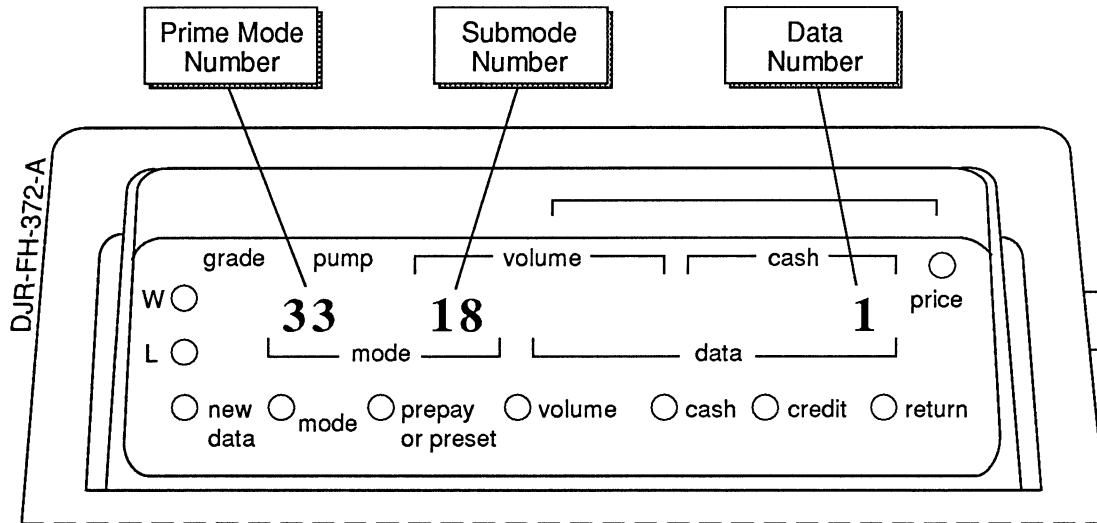 Prime Mode
Number
Submode
Number
Data
Number
DJR-FH-372-A
grade pump volume cash
W
price
33 18 1
L
mode data
new
data
mode
prepay
or preset
volume
cash
credit
return